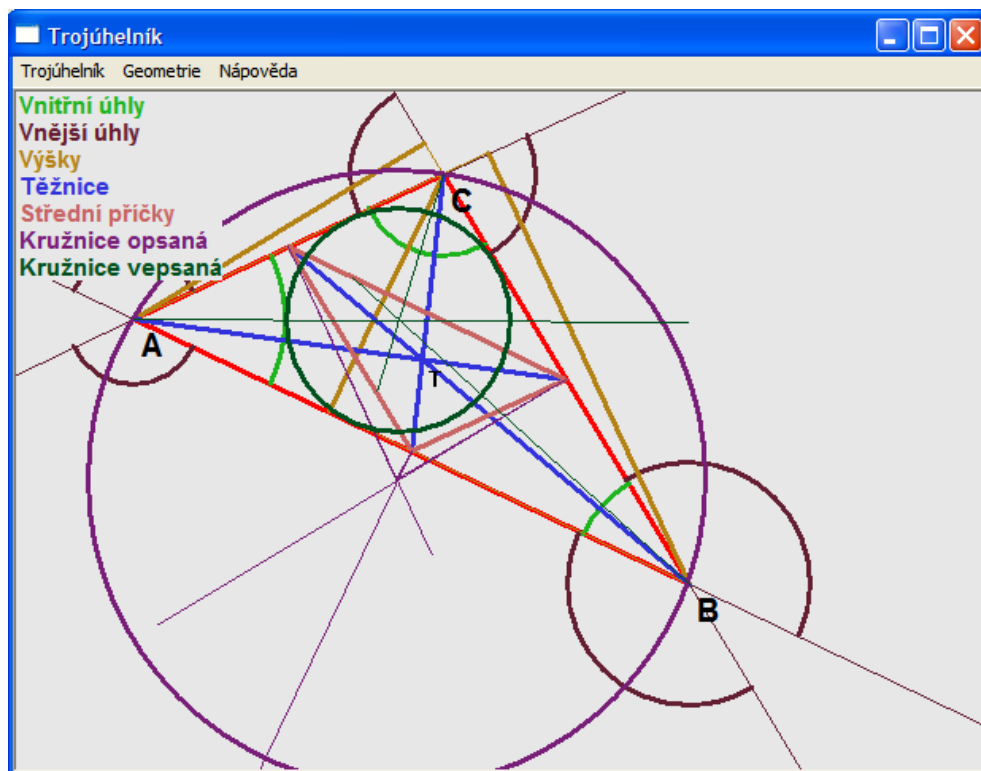 Trojúhelník
Trojúhelník Geometrie Nápověda
Vnitřní úhly
Vnější úhly
Výšky
Těžnice
Střední příčky
Kružnice opsaná
Kružnice vepsaná
C
A
T
B